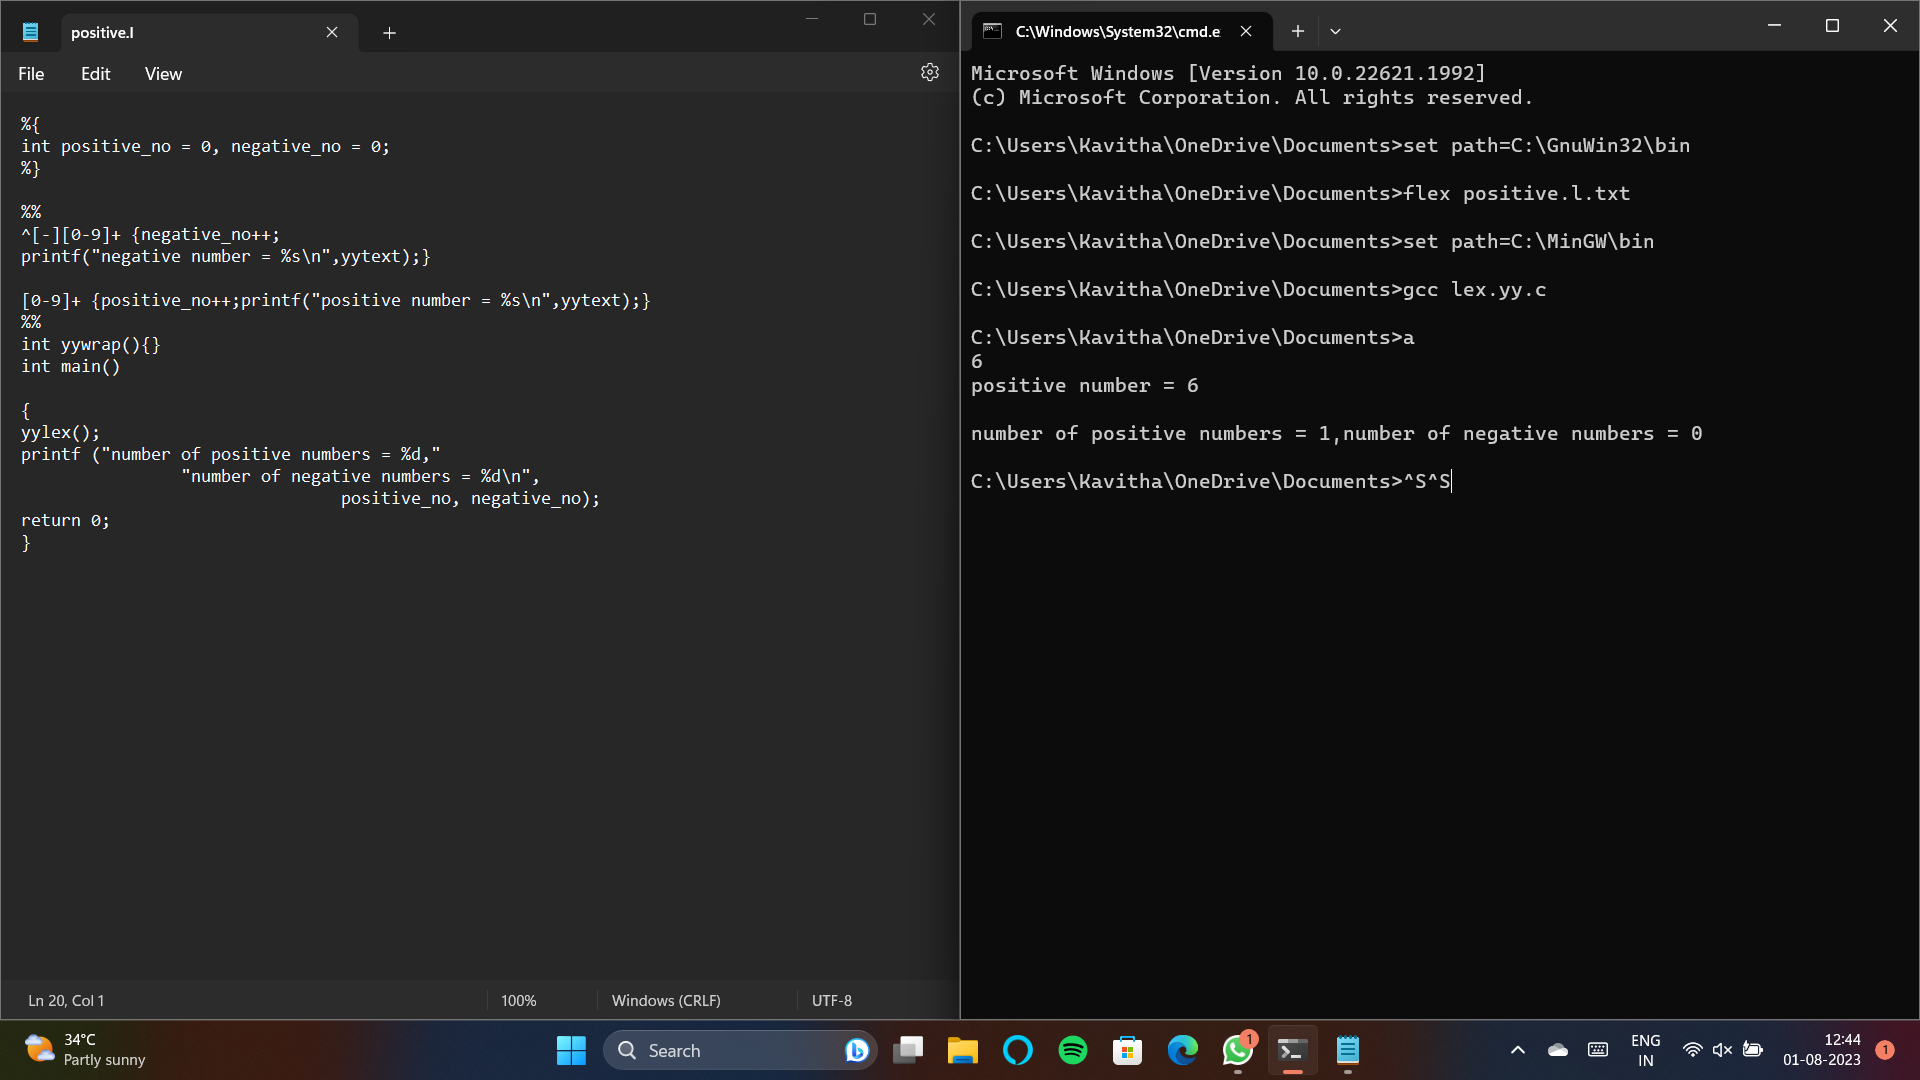 positive.l
File Edit View
%{
int positive_no = 0, negative_no = 0;
%}
%%
^[-][0-9]+ {negative_no++;
printf("negative number = %s\n",yytext);}
[0-9]+ {positive_no++;printf("positive number = %s\n",yytext);}
%%
int yywrap(){}
int main()
{
yylex();
printf ("number of positive numbers = %d,"
"number of negative numbers = %d\n",
positive_no, negative_no);
return 0;
}
Ln 20, Col 1 100% Windows (CRLF) UTF-8
C:\Windows\System32\cmd.e
Microsoft Windows [Version 10.0.22621.1992]
(c) Microsoft Corporation. All rights reserved.
C:\Users\Kavitha\OneDrive\Documents>set path=C:\GnuWin32\bin
C:\Users\Kavitha\OneDrive\Documents>flex positive.l.txt
C:\Users\Kavitha\OneDrive\Documents>set path=C:\MinGW\bin
C:\Users\Kavitha\OneDrive\Documents>gcc lex.yy.c
C:\Users\Kavitha\OneDrive\Documents>a
6
positive number = 6
number of positive numbers = 1,number of negative numbers = 0
C:\Users\Kavitha\OneDrive\Documents>^S^S
34°C
Partly sunny
Search
1
ENG
IN
12:44
01-08-2023
1